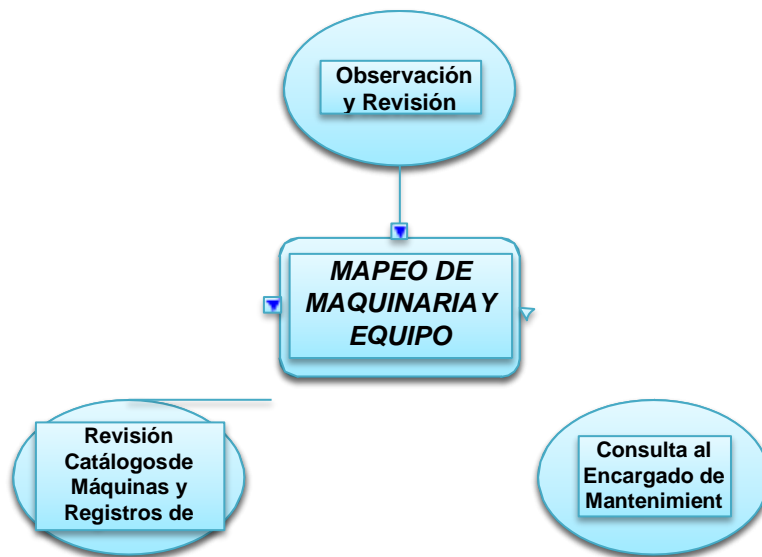 Observación
y Revisión
MAPEO DE
MAQUINARIAY
EQUIPO
Revisión
Catálogosde
Máquinas y
Registros de
Consulta al
Encargado de
Mantenimient